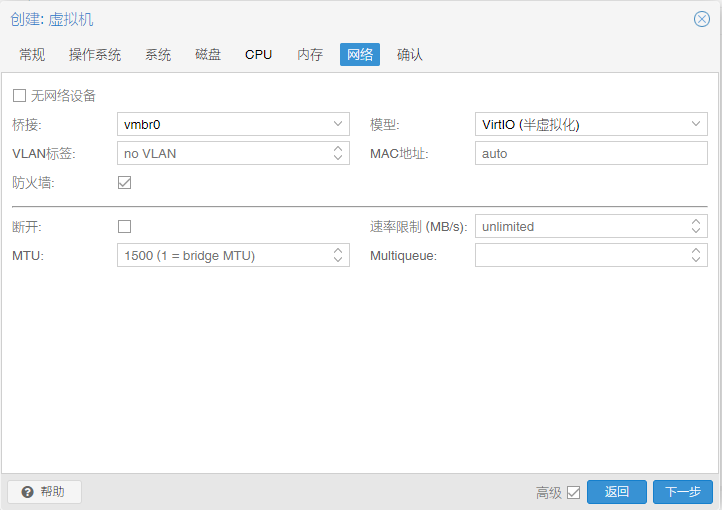 创建: 虚拟机
常规 操作系统 系统 磁盘 CPU 内存 网络 确认
无网络设备
桥接: vmbr0 模型: VirtIO (半虚拟化)
VLAN标签: no VLAN MAC地址: auto
防火墙:
断开: 速率限制 (MB/s): unlimited
MTU: 1500 (1 = bridge MTU) Multiqueue:
帮助 高级 返回 下一步